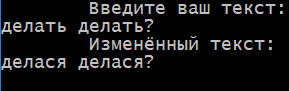 Введите ваш текст:
делать делать?
Изменённый текст:
делася делася?